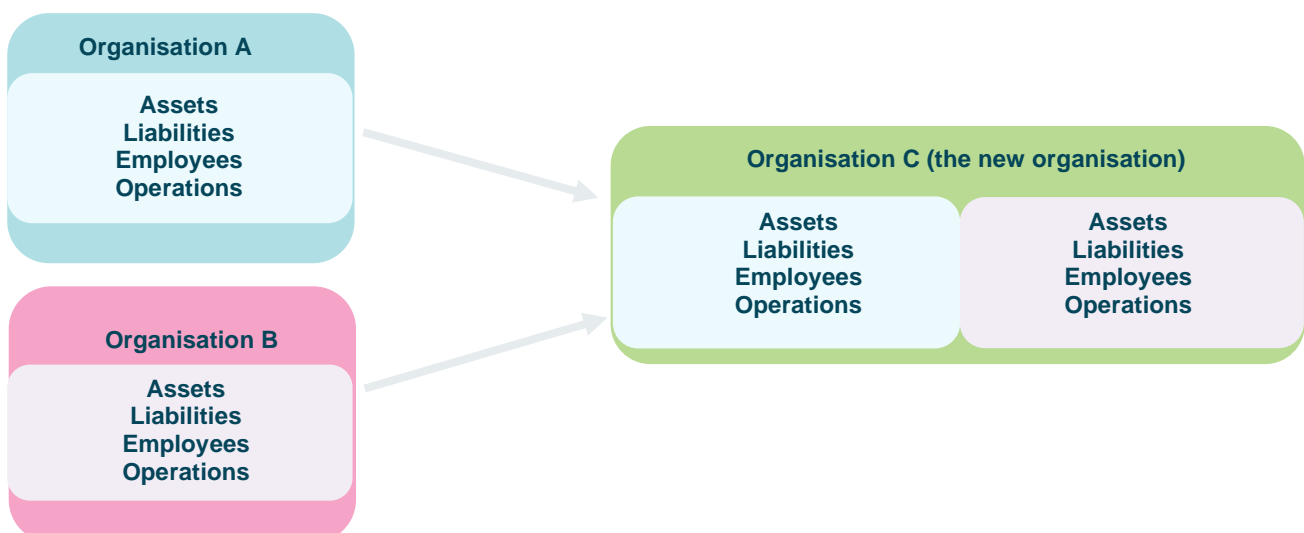 Organisation A
Assets
Liabilities
Employees
Operations
Organisation B
Assets
Liabilities
Employees
Operations
Organisation C (the new organisation)
Assets
Liabilities
Employees
Operations
Assets
Liabilities
Employees
Operations